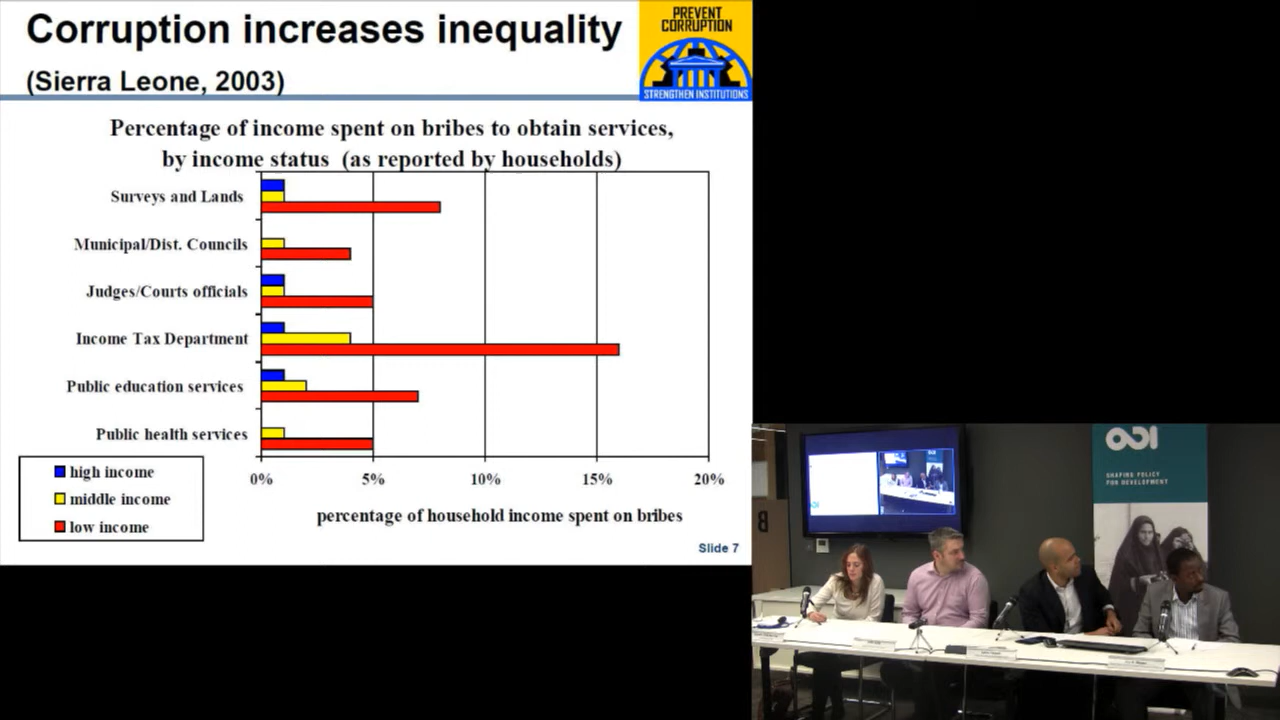 Corruption increases inequality
(Sierra Leone, 2003)
PREVENT
CORRUPTION
STRENGTHEN INSTITUTIONS
Percentage of income spent on bribes to obtain services,
by income status (as reported by households)
Surveys and Lands
Municipal/Dist. Councils
Judges/Courts officials
Income Tax Department
Public education services
Public health services
0%
5%
10%
15%
20%
high income
middle income
low income
percentage of household income spent on bribes
Slide 7
ODI
SHAPING POLICY
FOR DEVELOPMENT
B